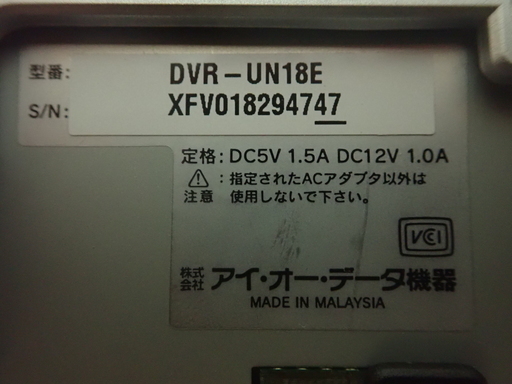 型番: DVR-UN18E
S/N: XFV018294747
定格: DC5V 1.5A DC12V 1.0A
⚠ : 指定されたACアダプタ以外は
注意 使用しないで下さい。
VCCI
株式会社 アイ・オー・データ機器
MADE IN MALAYSIA